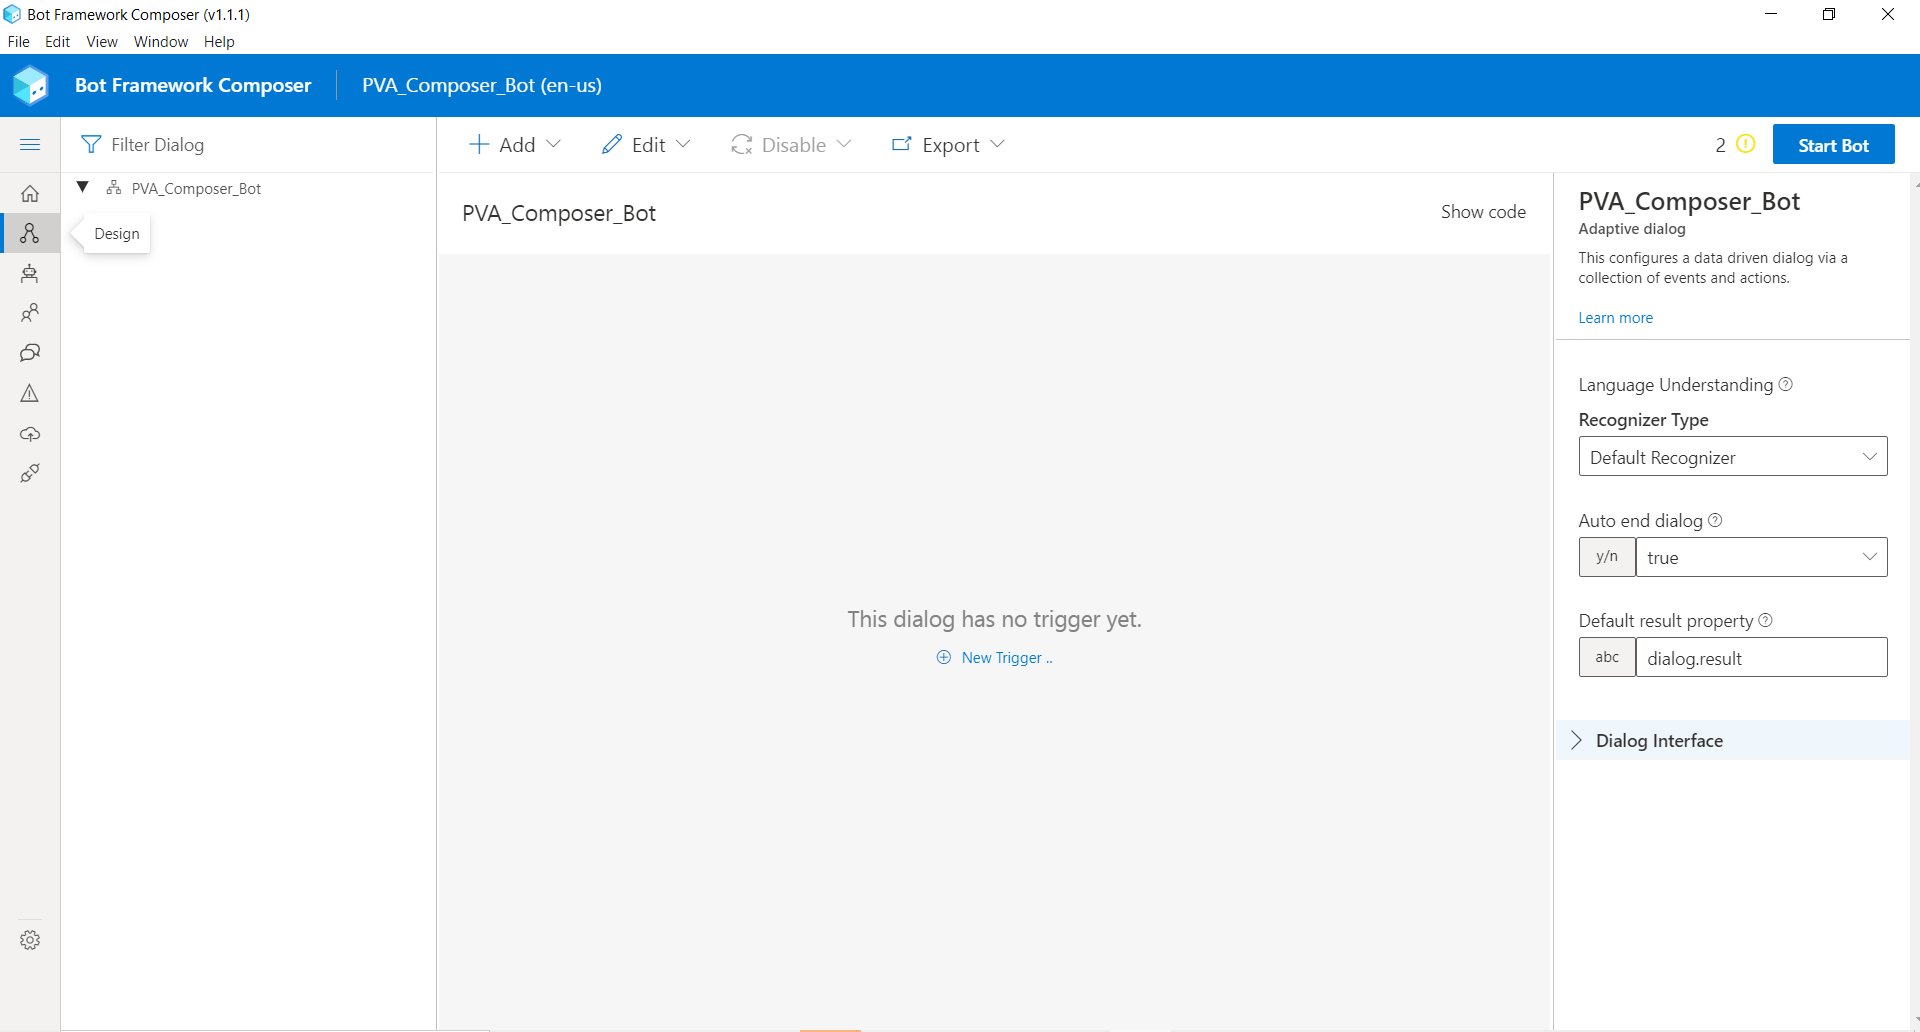 Bot Framework Composer (v1.1.1)
File Edit View Window Help
Bot Framework Composer PVA_Composer_Bot (en-us)
Filter Dialog
Add Edit Disable Export 2 Start Bot
PVA_Composer_Bot
Design
PVA_Composer_Bot
Show code
This dialog has no trigger yet.
New Trigger ..
PVA_Composer_Bot
Adaptive dialog
This configures a data driven dialog via a
collection of events and actions.
Learn more
Language Understanding
Recognizer Type
Default Recognizer
Auto end dialog
y/n true
Default result property
abc dialog.result
Dialog Interface